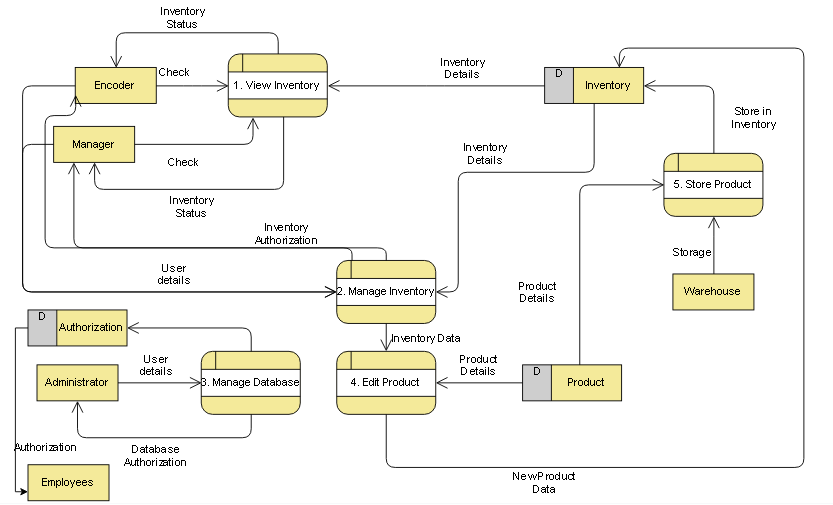 Inventory
Status
Encoder
Check
1. View Inventory
Inventory
Details
D
Inventory
Store in
Inventory
Manager
Check
Inventory
Details
Inventory
Status
5. Store Product
Inventory
Authorization
Storage
User
details
2. Manage Inventory
Product
Details
Warehouse
D
Authorization
Inventory Data
User
details
Product
Details
D
Administrator
3. Manage Database
4. Edit Product
Product
Authorization
Database
Authorization
Employees
New Product
Data